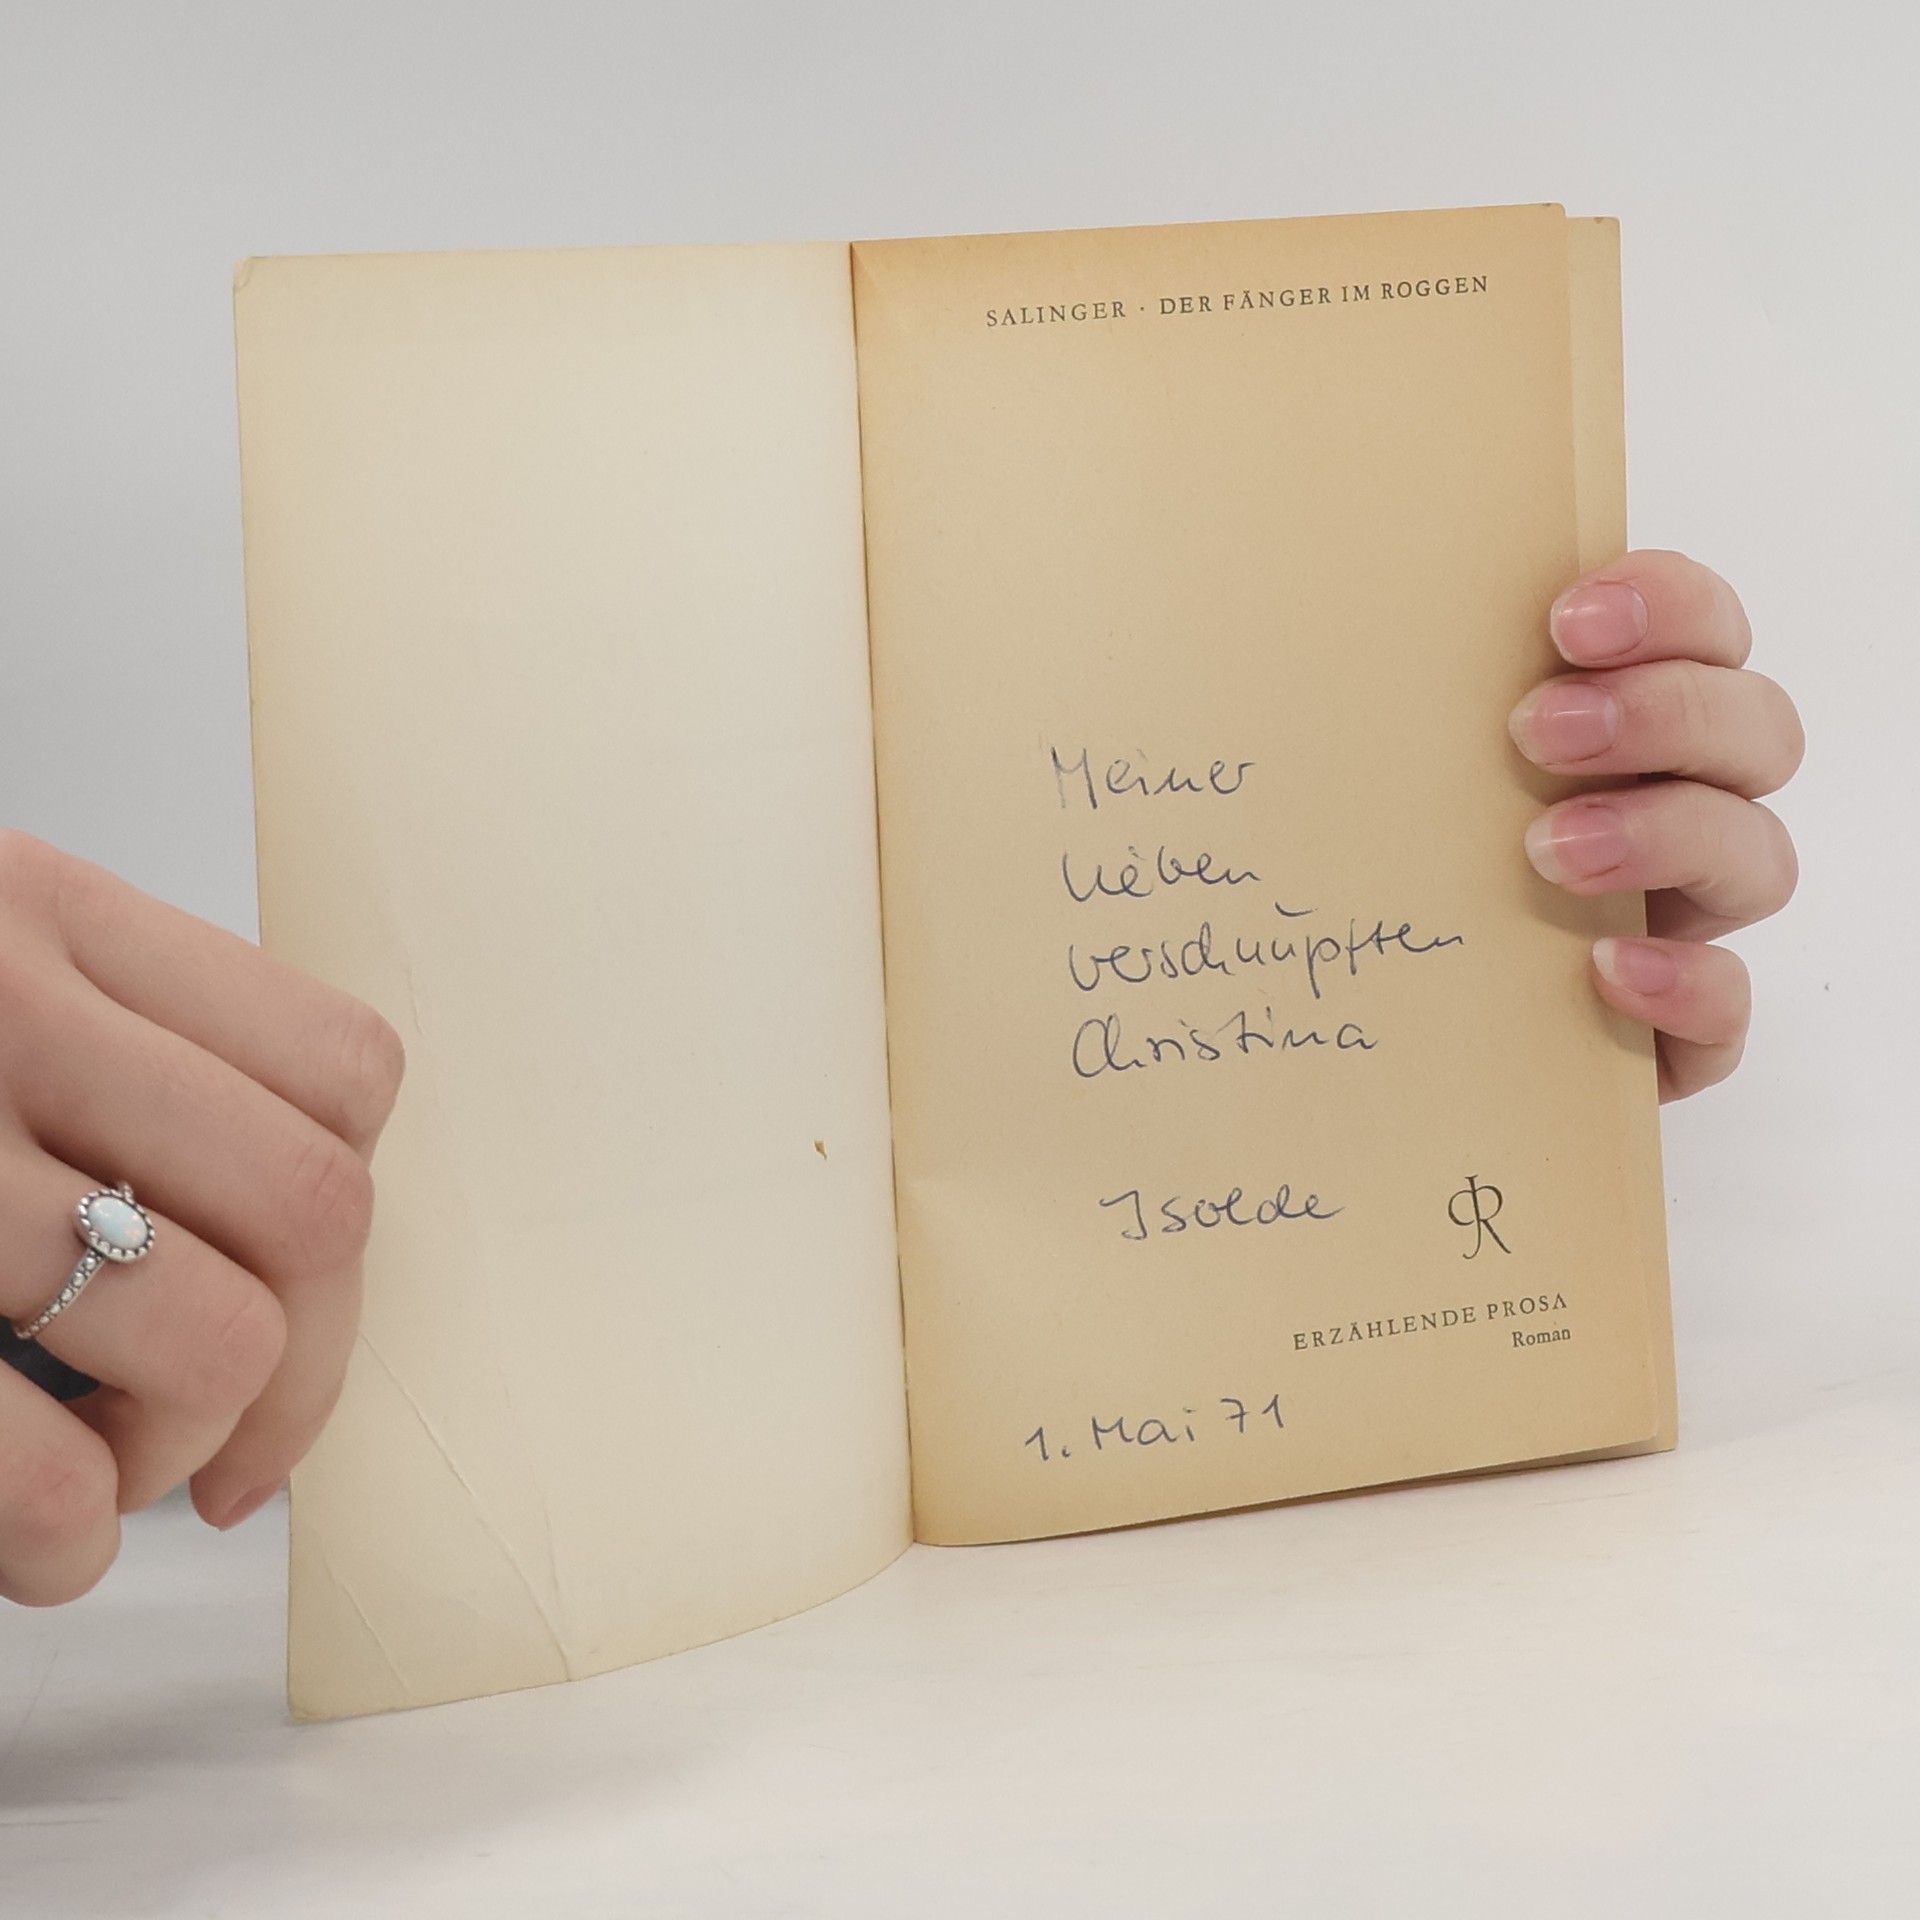 SALINGER · DER FÄNGER IM ROGGEN
Meiner
lieben
verschnupften
Christina
Isolde
R
ERZÄHLENDE PROSA
Roman
1. Mai 71